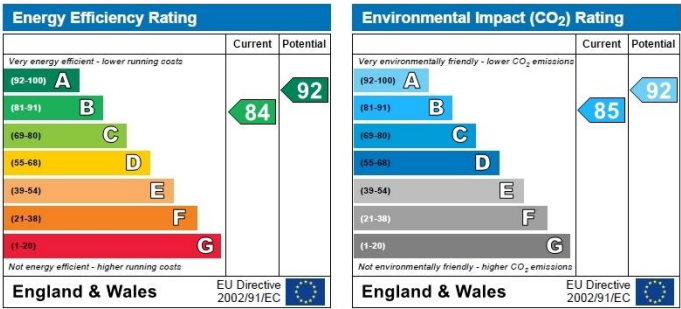 Energy Efficiency Rating
Current Potential
Very energy efficient - lower running costs
(92-100) A
92
(81-91) B
84
(69-80) C
(55-68) D
(39-54) E
(21-38) F
(1-20) G
Not energy efficient - higher running costs
England & Wales
EU Directive
2002/91/EC
Environmental Impact (CO₂) Rating
Current Potential
Very environmentally friendly - lower CO₂ emissions
(92-100) A
92
(81-91) B
85
(69-80) C
(55-68) D
(39-54) E
(21-38) F
(1-20) G
Not environmentally friendly - higher CO₂ emissions
England & Wales
EU Directive
2002/91/EC